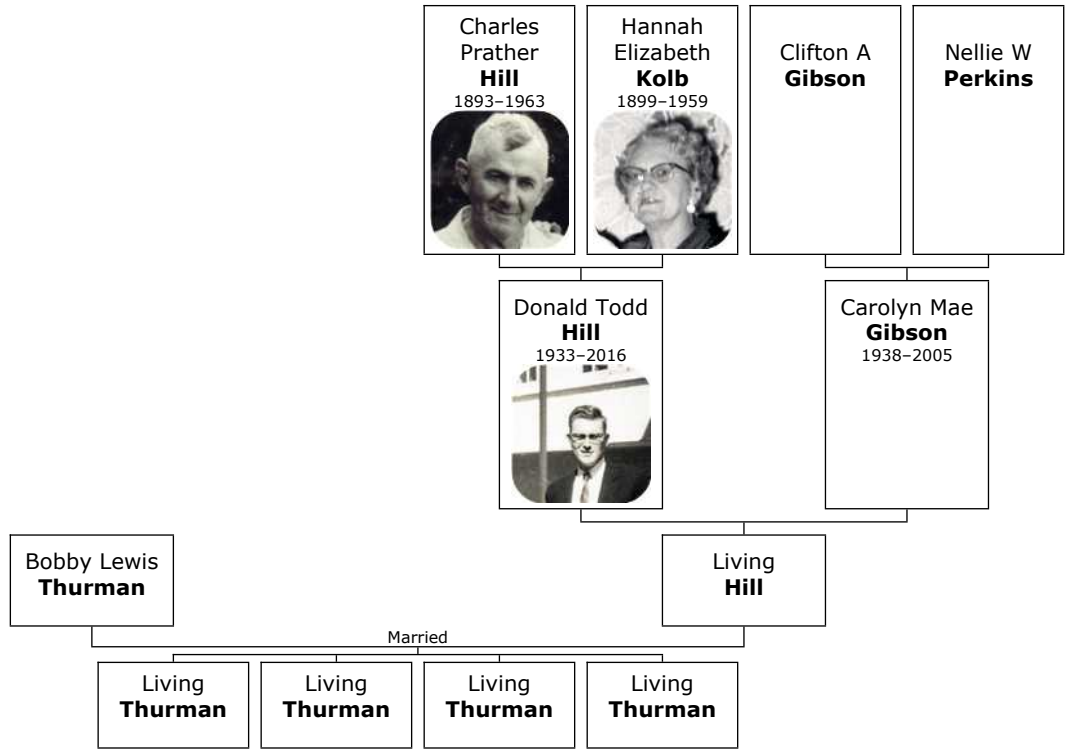 Charles
Prather
Hill
1893–1963
Hannah
Elizabeth
Kolb
1899–1959
Clifton A
Gibson
Nellie W
Perkins
Donald Todd
Hill
1933–2016
Carolyn Mae
Gibson
1938–2005
Bobby Lewis
Thurman
Living
Hill
Married
Living
Thurman
Living
Thurman
Living
Thurman
Living
Thurman